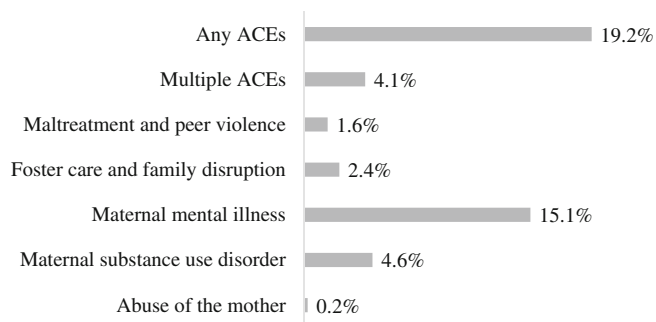 Any ACEs 19.2%
Multiple ACEs 4.1%
Maltreatment and peer violence 1.6%
Foster care and family disruption 2.4%
Maternal mental illness 15.1%
Maternal substance use disorder 4.6%
Abuse of the mother 0.2%